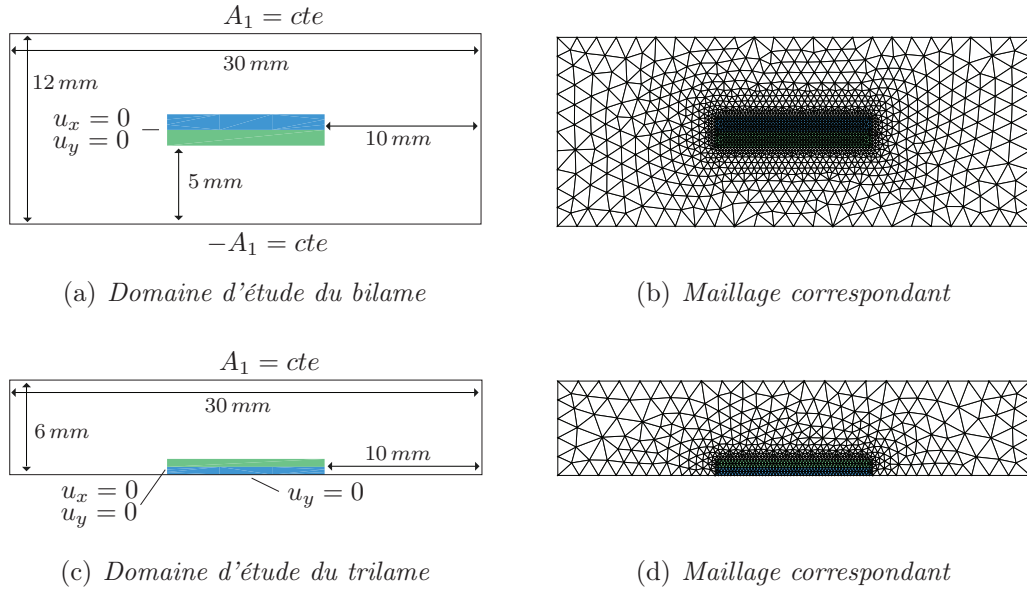 A₁ = cte
30 mm
12 mm
uₓ = 0
u_y = 0
10 mm
5 mm
−A₁ = cte
(a) Domaine d'étude du bilame
(b) Maillage correspondant
A₁ = cte
30 mm
6 mm
10 mm
uₓ = 0
u_y = 0
u_y = 0
(c) Domaine d'étude du trilame
(d) Maillage correspondant